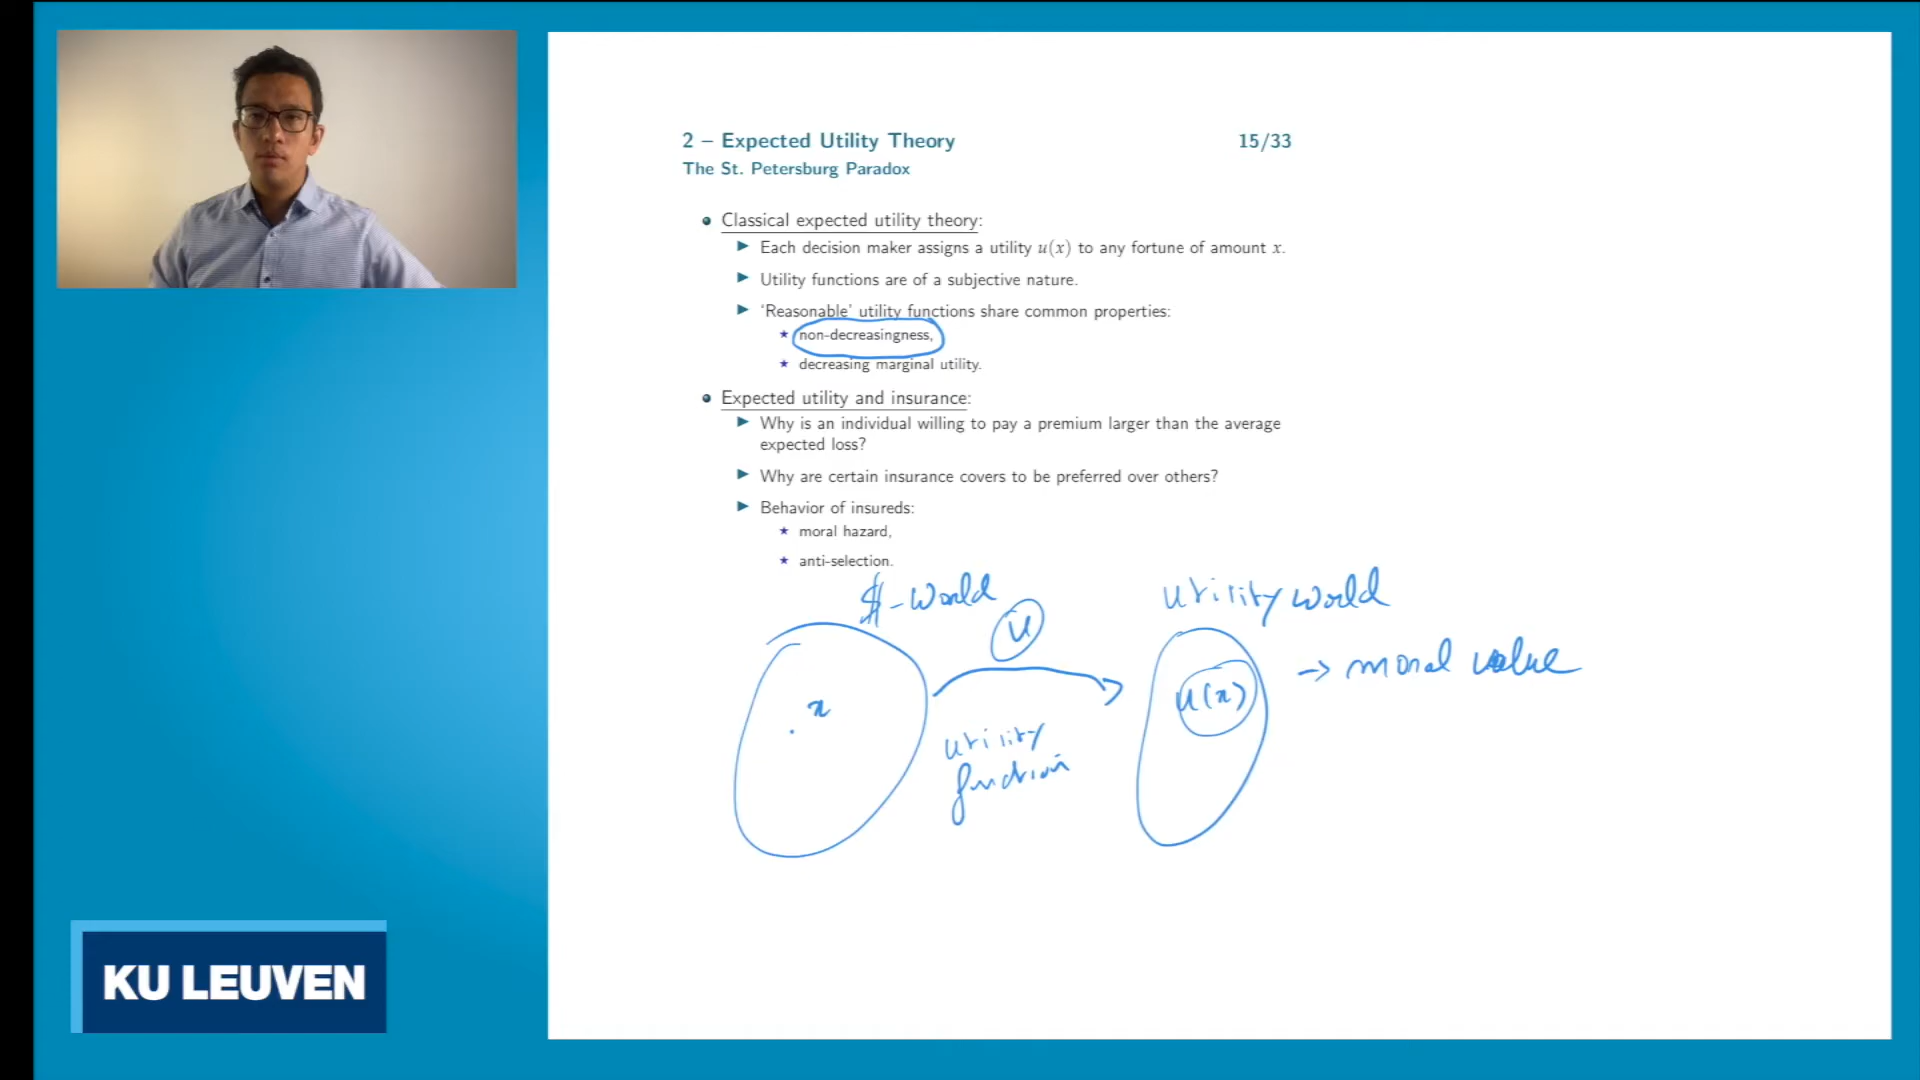 2 – Expected Utility Theory 15/33
The St. Petersburg Paradox
Classical expected utility theory:
Each decision maker assigns a utility u(x) to any fortune of amount x.
Utility functions are of a subjective nature.
‘Reasonable’ utility functions share common properties:
non-decreasingness,
decreasing marginal utility.
Expected utility and insurance:
Why is an individual willing to pay a premium larger than the average
expected loss?
Why are certain insurance covers to be preferred over others?
Behavior of insureds:
moral hazard,
anti-selection.
$-world
u
utility world
x
u(x)
→ moral value
utility
function
KU LEUVEN